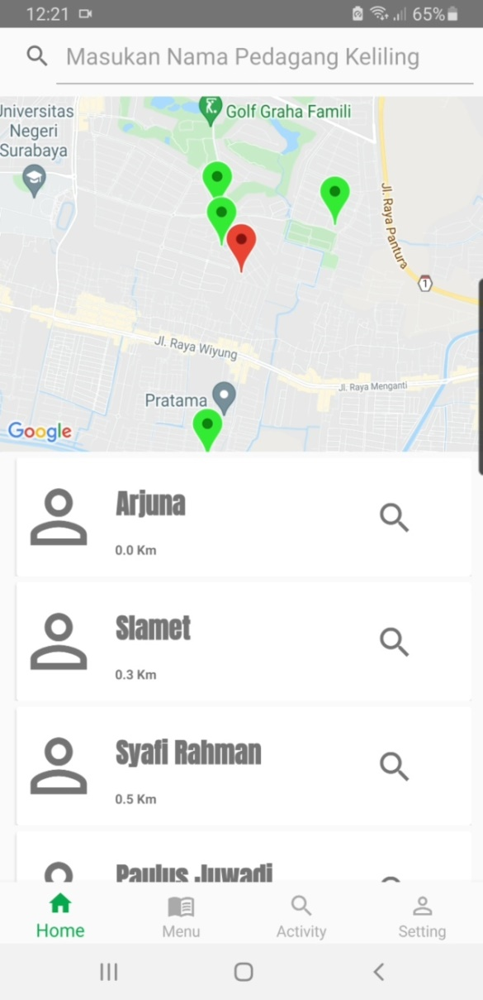 12:21
65%
Masukan Nama Pedagang Keliling
Universitas
Negeri
Surabaya
Golf Graha Famili
Jl. Raya Pantura
1
Jl. Raya Wiyung
Jl. Raya Menganti
Pratama
Google
Arjuna
0.0 Km
Slamet
0.3 Km
Syafi Rahman
0.5 Km
Paulus Juwadi
Home
Menu
Activity
Setting